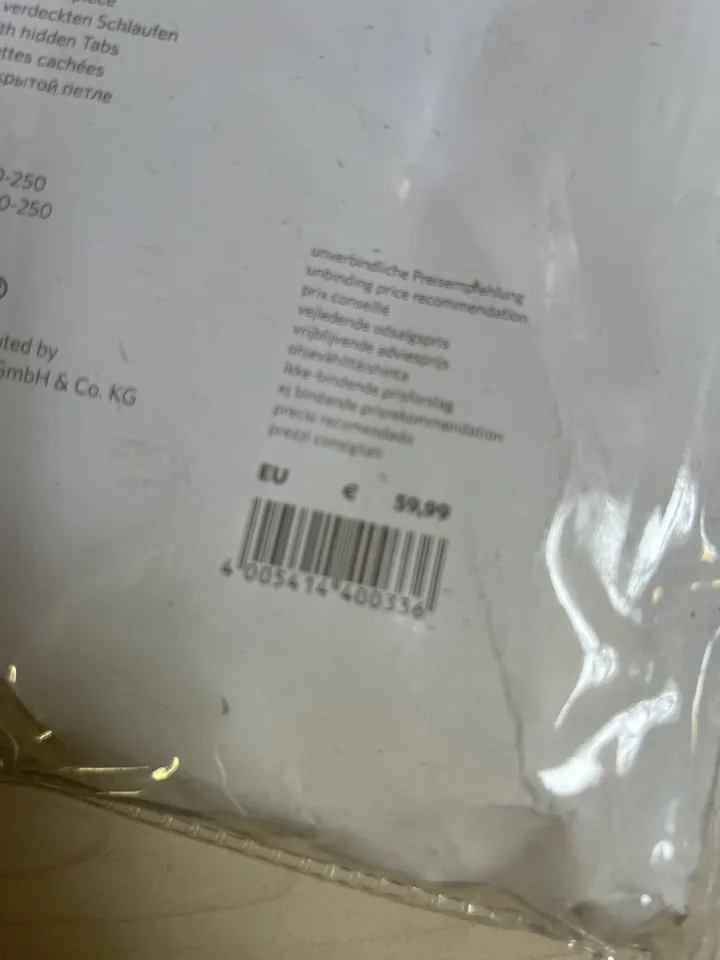 verdeckten Schlaufen
th hidden Tabs
ttes cachées
крытой петле
0-250
0-250
uted by
GmbH & Co. KG
unverbindliche Preisempfehlung
unbinding price recommendation
prix conseillé
vejledende udsalgspris
vrijblijvende adviesprijs
ohjevähittäishinta
ikke-bindende prisforslag
ej bindande prisrekommendation
precio recomendado
prezzi consigliati
EU € 59,99
4 005414 400336